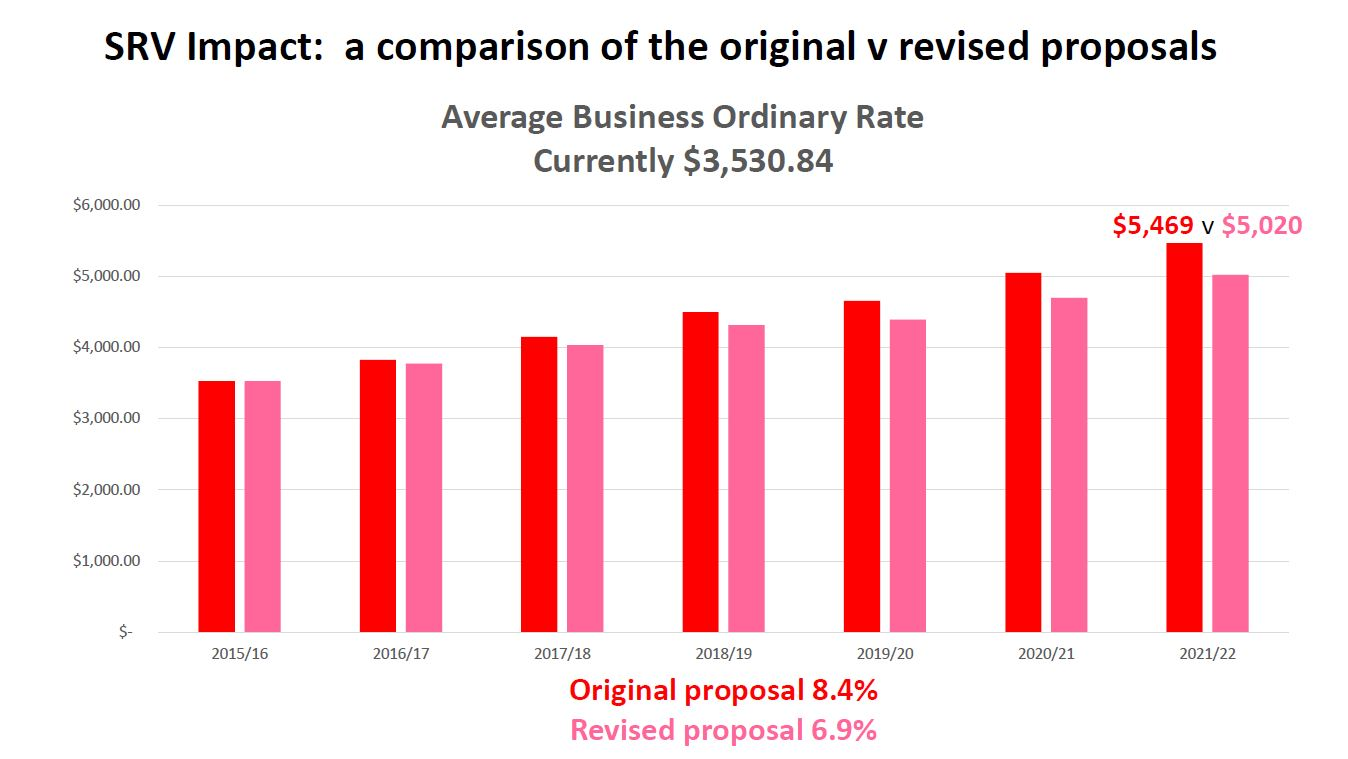 SRV Impact:  a comparison of the original v revised proposals
Average Business Ordinary Rate
Currently $3,530.84
$6,000.00
$5,469 v $5,020
$5,000.00
$4,000.00
$3,000.00
$2,000.00
$1,000.00
$-
2015/16 2016/17 2017/18 2018/19 2019/20 2020/21 2021/22
Original proposal 8.4%
Revised proposal 6.9%